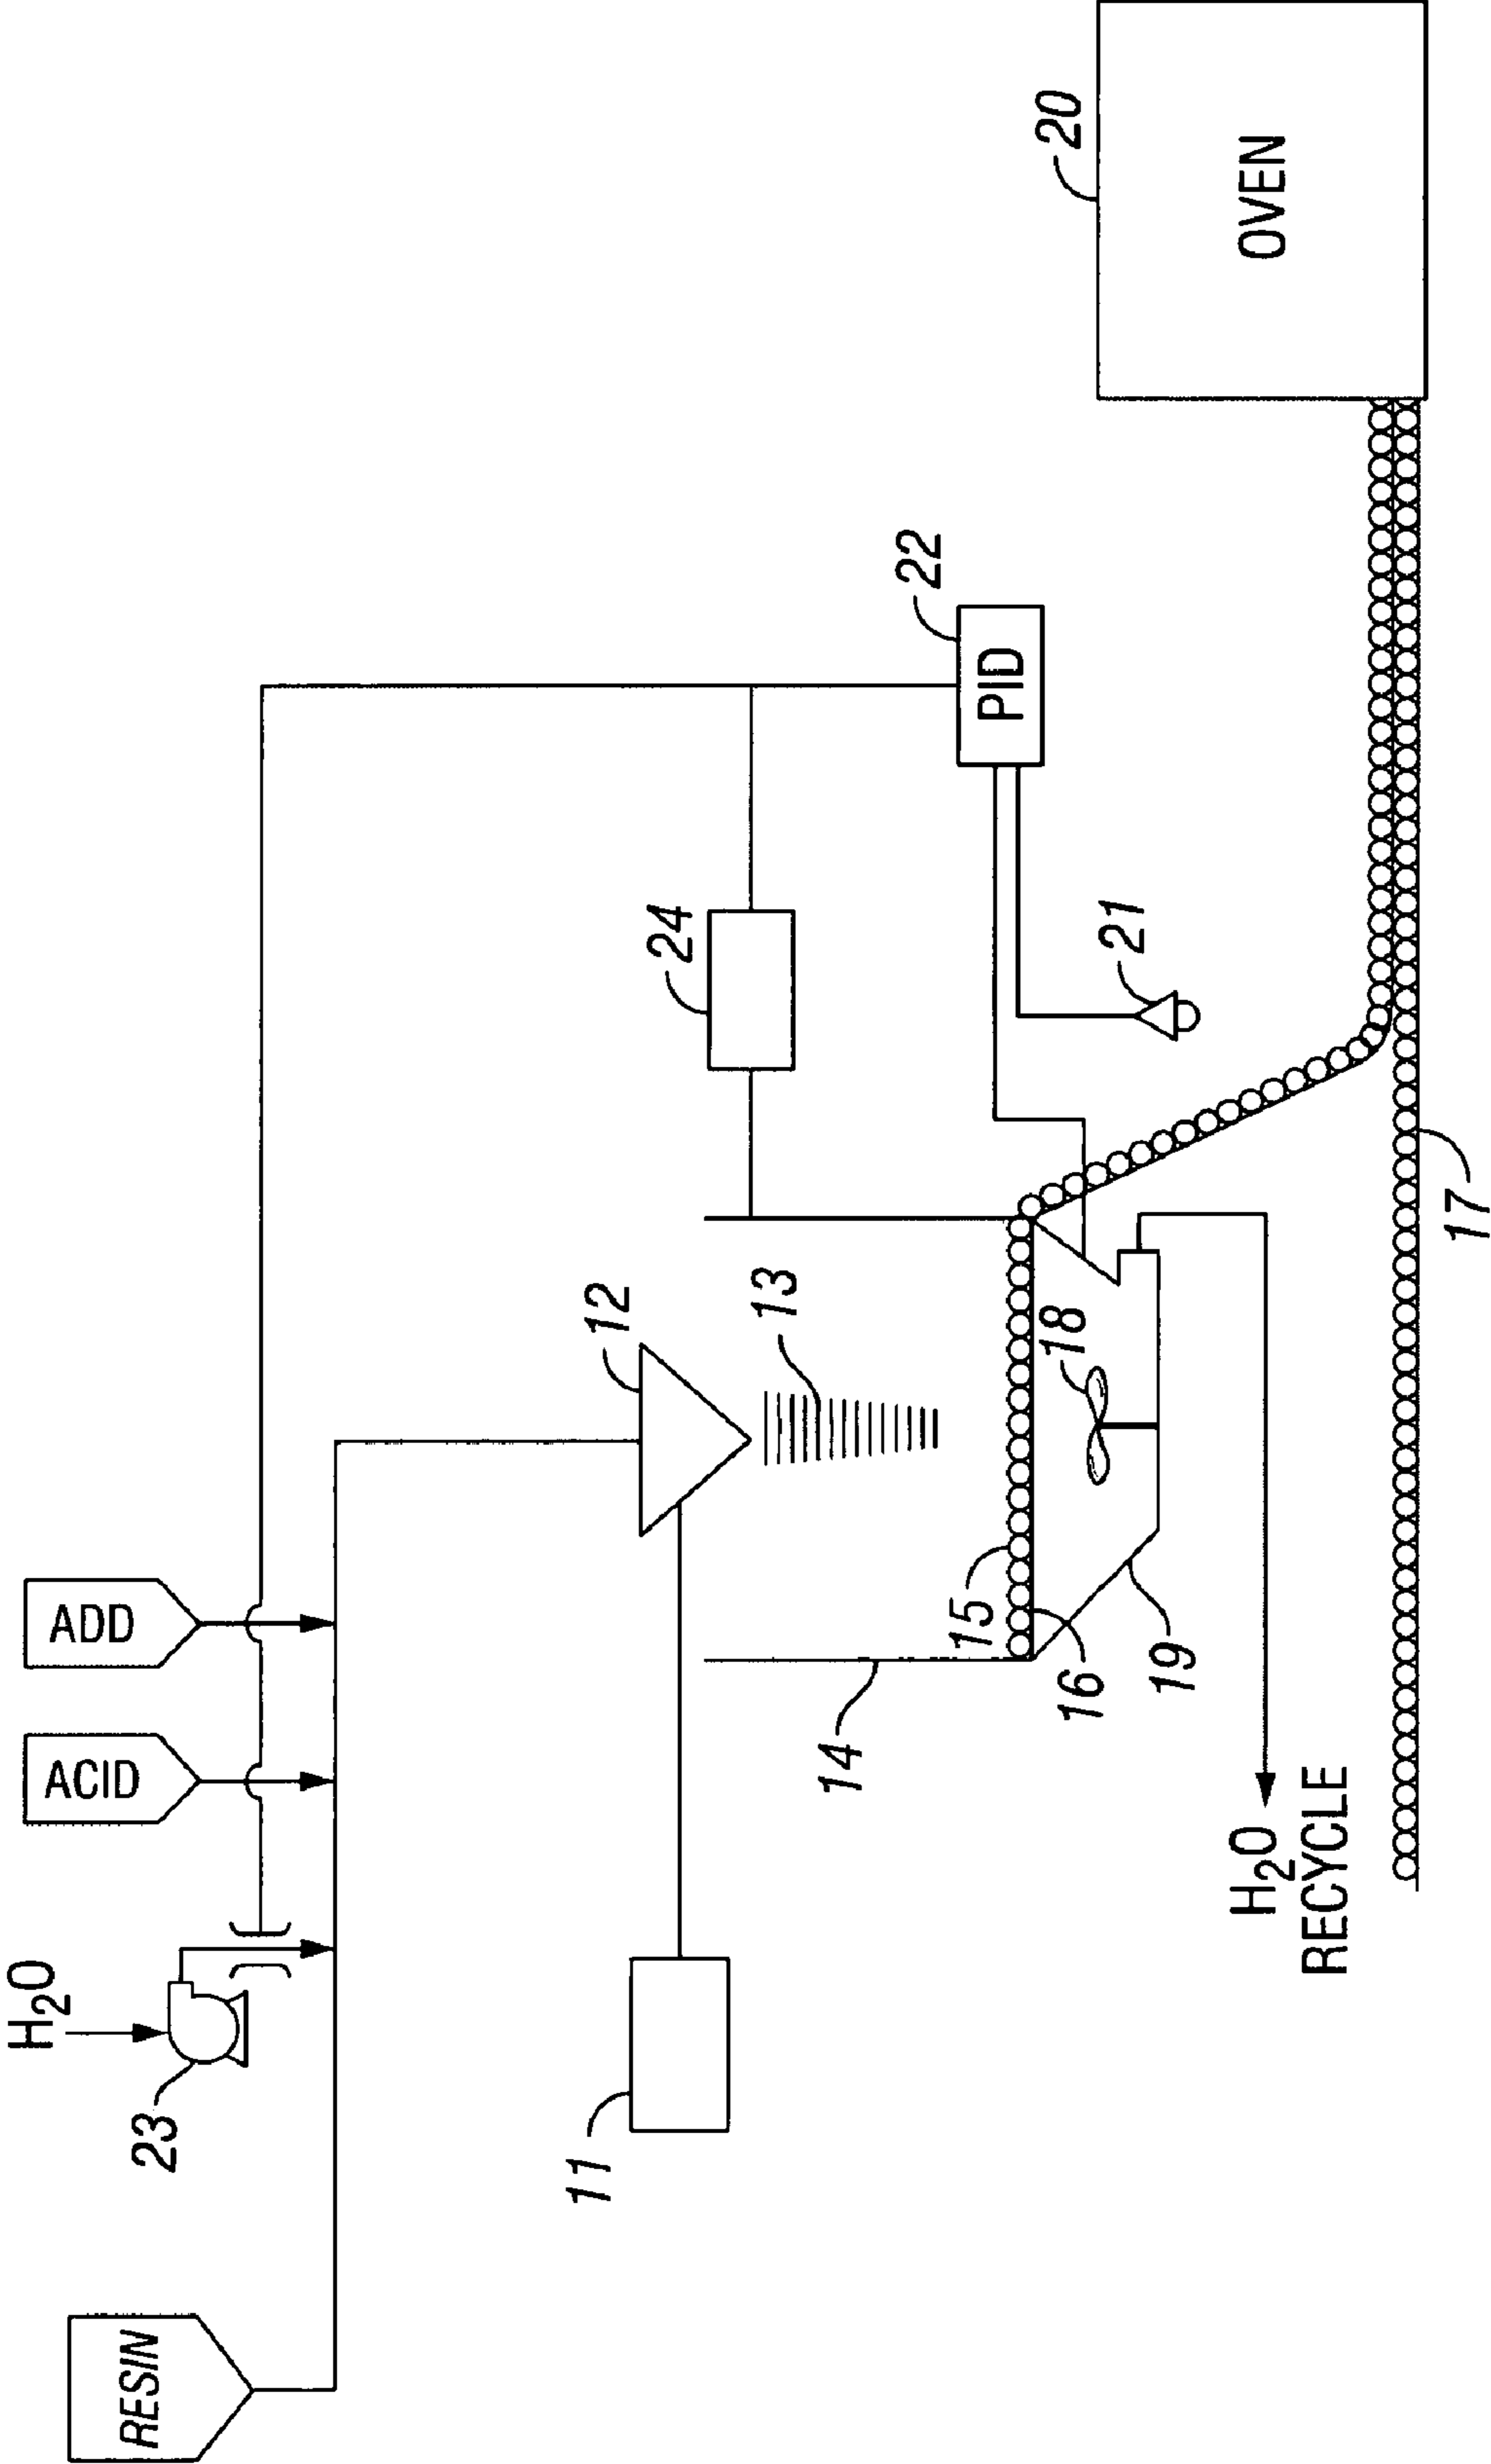 RESIN
H₂O
23
ACID
ADD
11
12
13
14
15
16
18
19
24
22
PID
21
20
OVEN
H₂O
RECYCLE
17